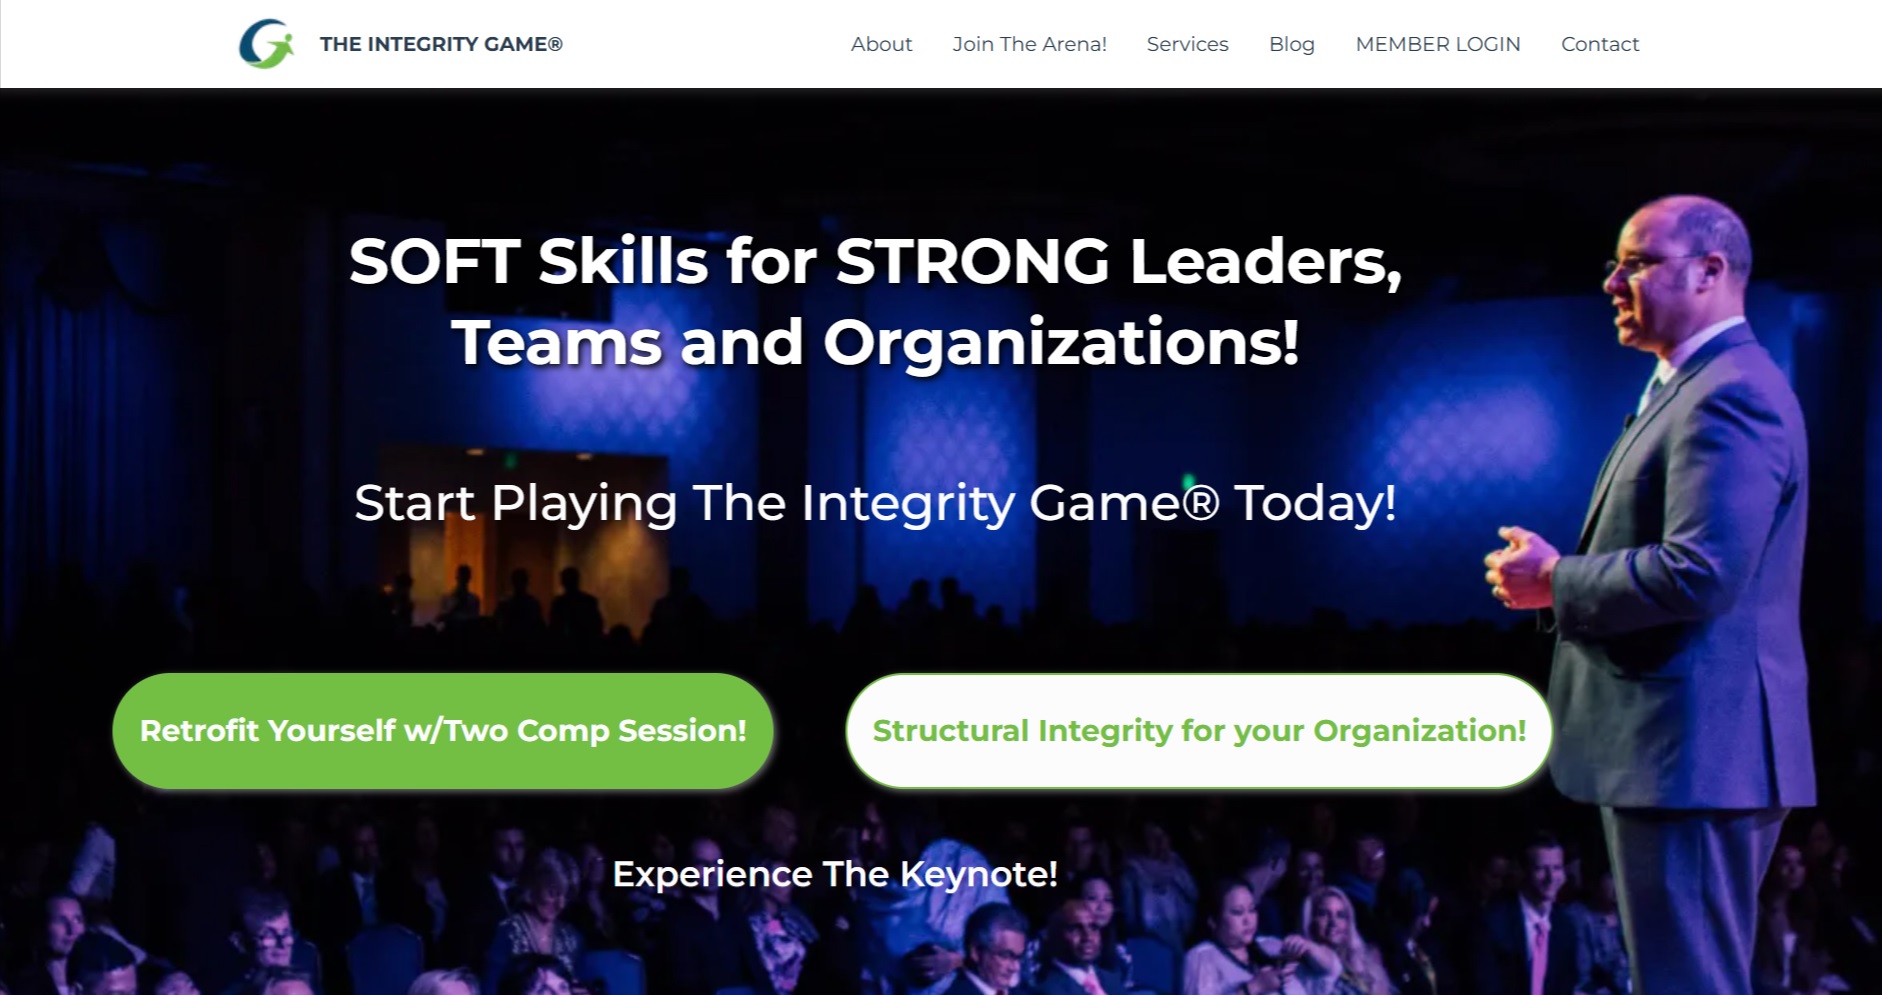 THE INTEGRITY GAME®
About
Join The Arena!
Services
Blog
MEMBER LOGIN
Contact
SOFT Skills for STRONG Leaders,
Teams and Organizations!
Start Playing The Integrity Game® Today!
Retrofit Yourself w/Two Comp Session!
Structural Integrity for your Organization!
Experience The Keynote!